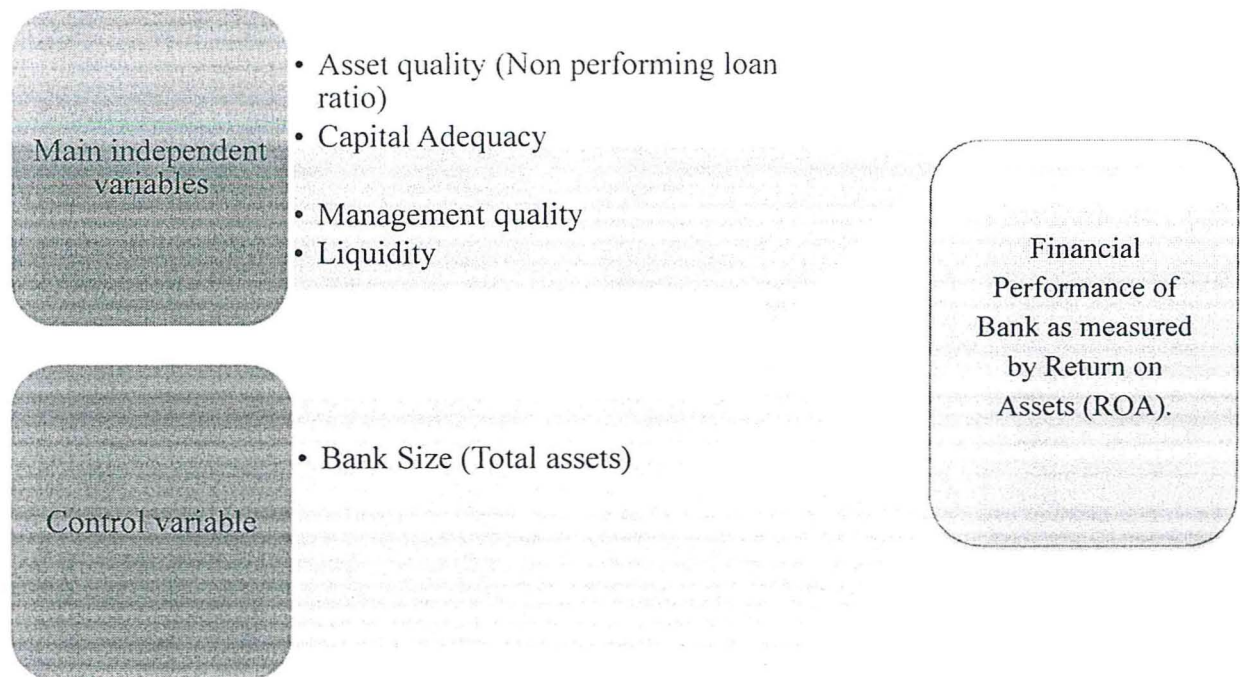 Main independent
variables
• Asset quality (Non performing loan
ratio)
• Capital Adequacy
• Management quality
• Liquidity
Control variable
• Bank Size (Total assets)
Financial
Performance of
Bank as measured
by Return on
Assets (ROA).